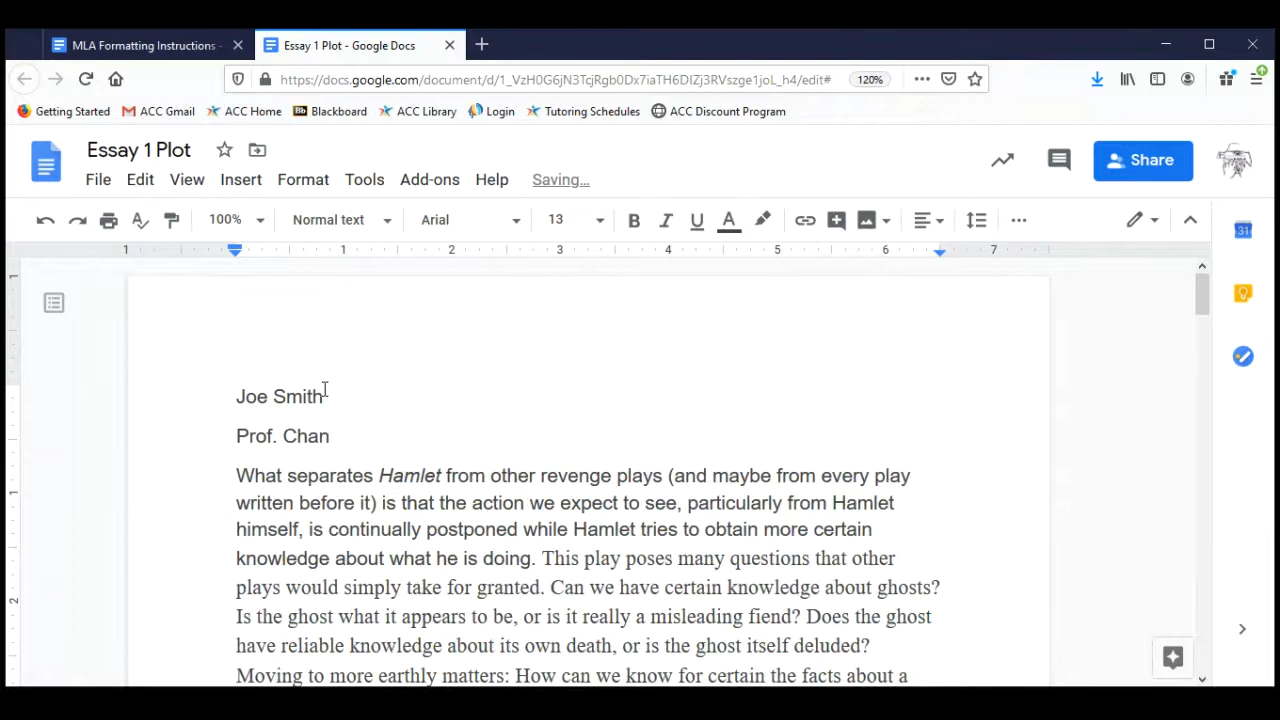 MLA Formatting Instructions -
Essay 1 Plot - Google Docs
https://docs.google.com/document/d/1_VzH0G6jN3TcjRgb0Dx7iaTH6DIZj3RVszge1joL_h4/edit#
120%
Getting Started
ACC Gmail
ACC Home
Bb Blackboard
ACC Library
Login
Tutoring Schedules
ACC Discount Program
Essay 1 Plot
Share
File Edit View Insert Format Tools Add-ons Help Saving...
100% Normal text Arial 13 B I U A
1 1 2 3 4 5 6 7
31
1
Joe Smith
Prof. Chan
What separates Hamlet from other revenge plays (and maybe from every play
1
written before it) is that the action we expect to see, particularly from Hamlet
himself, is continually postponed while Hamlet tries to obtain more certain
knowledge about what he is doing. This play poses many questions that other
plays would simply take for granted. Can we have certain knowledge about ghosts?
2
Is the ghost what it appears to be, or is it really a misleading fiend? Does the ghost
have reliable knowledge about its own death, or is the ghost itself deluded?
Moving to more earthly matters: How can we know for certain the facts about a